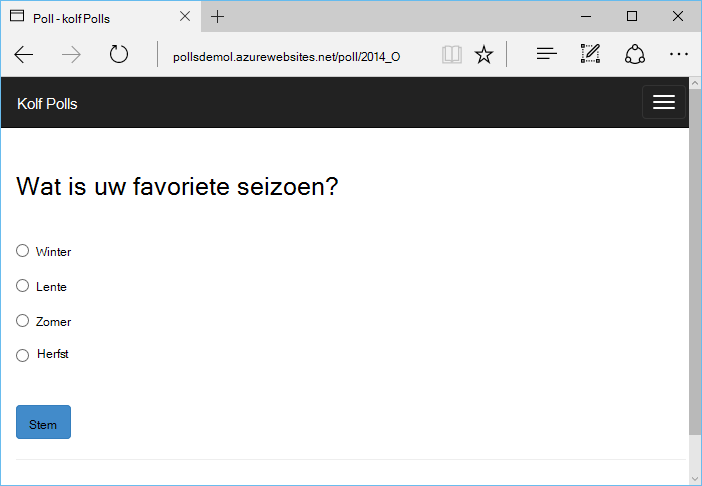 Poll - kolf Polls
pollsdemol.azurewebsites.net/poll/2014_O
Kolf Polls
Wat is uw favoriete seizoen?
Winter
Lente
Zomer
Herfst
Stem